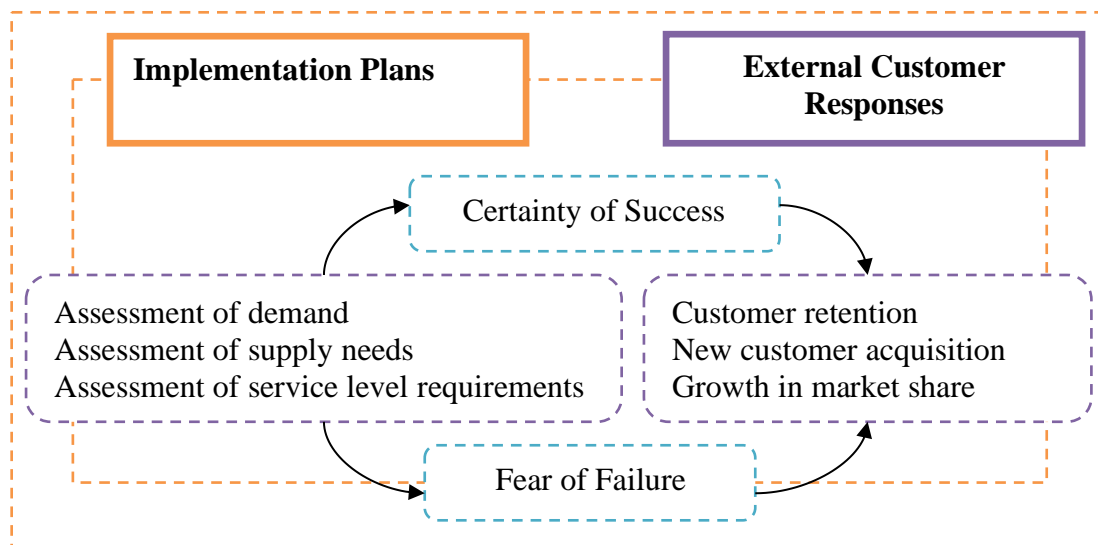 Implementation Plans
External Customer
Responses
Certainty of Success
Assessment of demand
Assessment of supply needs
Assessment of service level requirements
Customer retention
New customer acquisition
Growth in market share
Fear of Failure